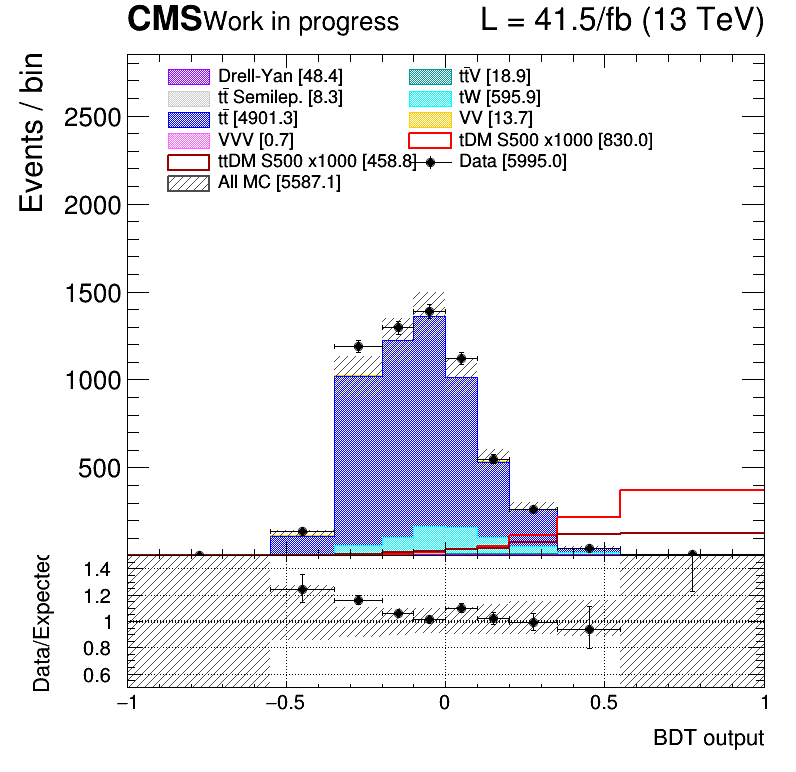 CMS Work in progress L = 41.5/fb (13 TeV)
Events / bin
Drell-Yan [48.4] tt̄V [18.9]
tt̄ Semilep. [8.3] tW [595.9]
tt̄ [4901.3] VV [13.7]
VVV [0.7] tDM S500 x1000 [830.0]
ttDM S500 x1000 [458.8] Data [5995.0]
All MC [5587.1]
2500
2000
1500
1000
500
Data/Expected
1.4
1.2
1
0.8
0.6
−1 −0.5 0 0.5 1
BDT output